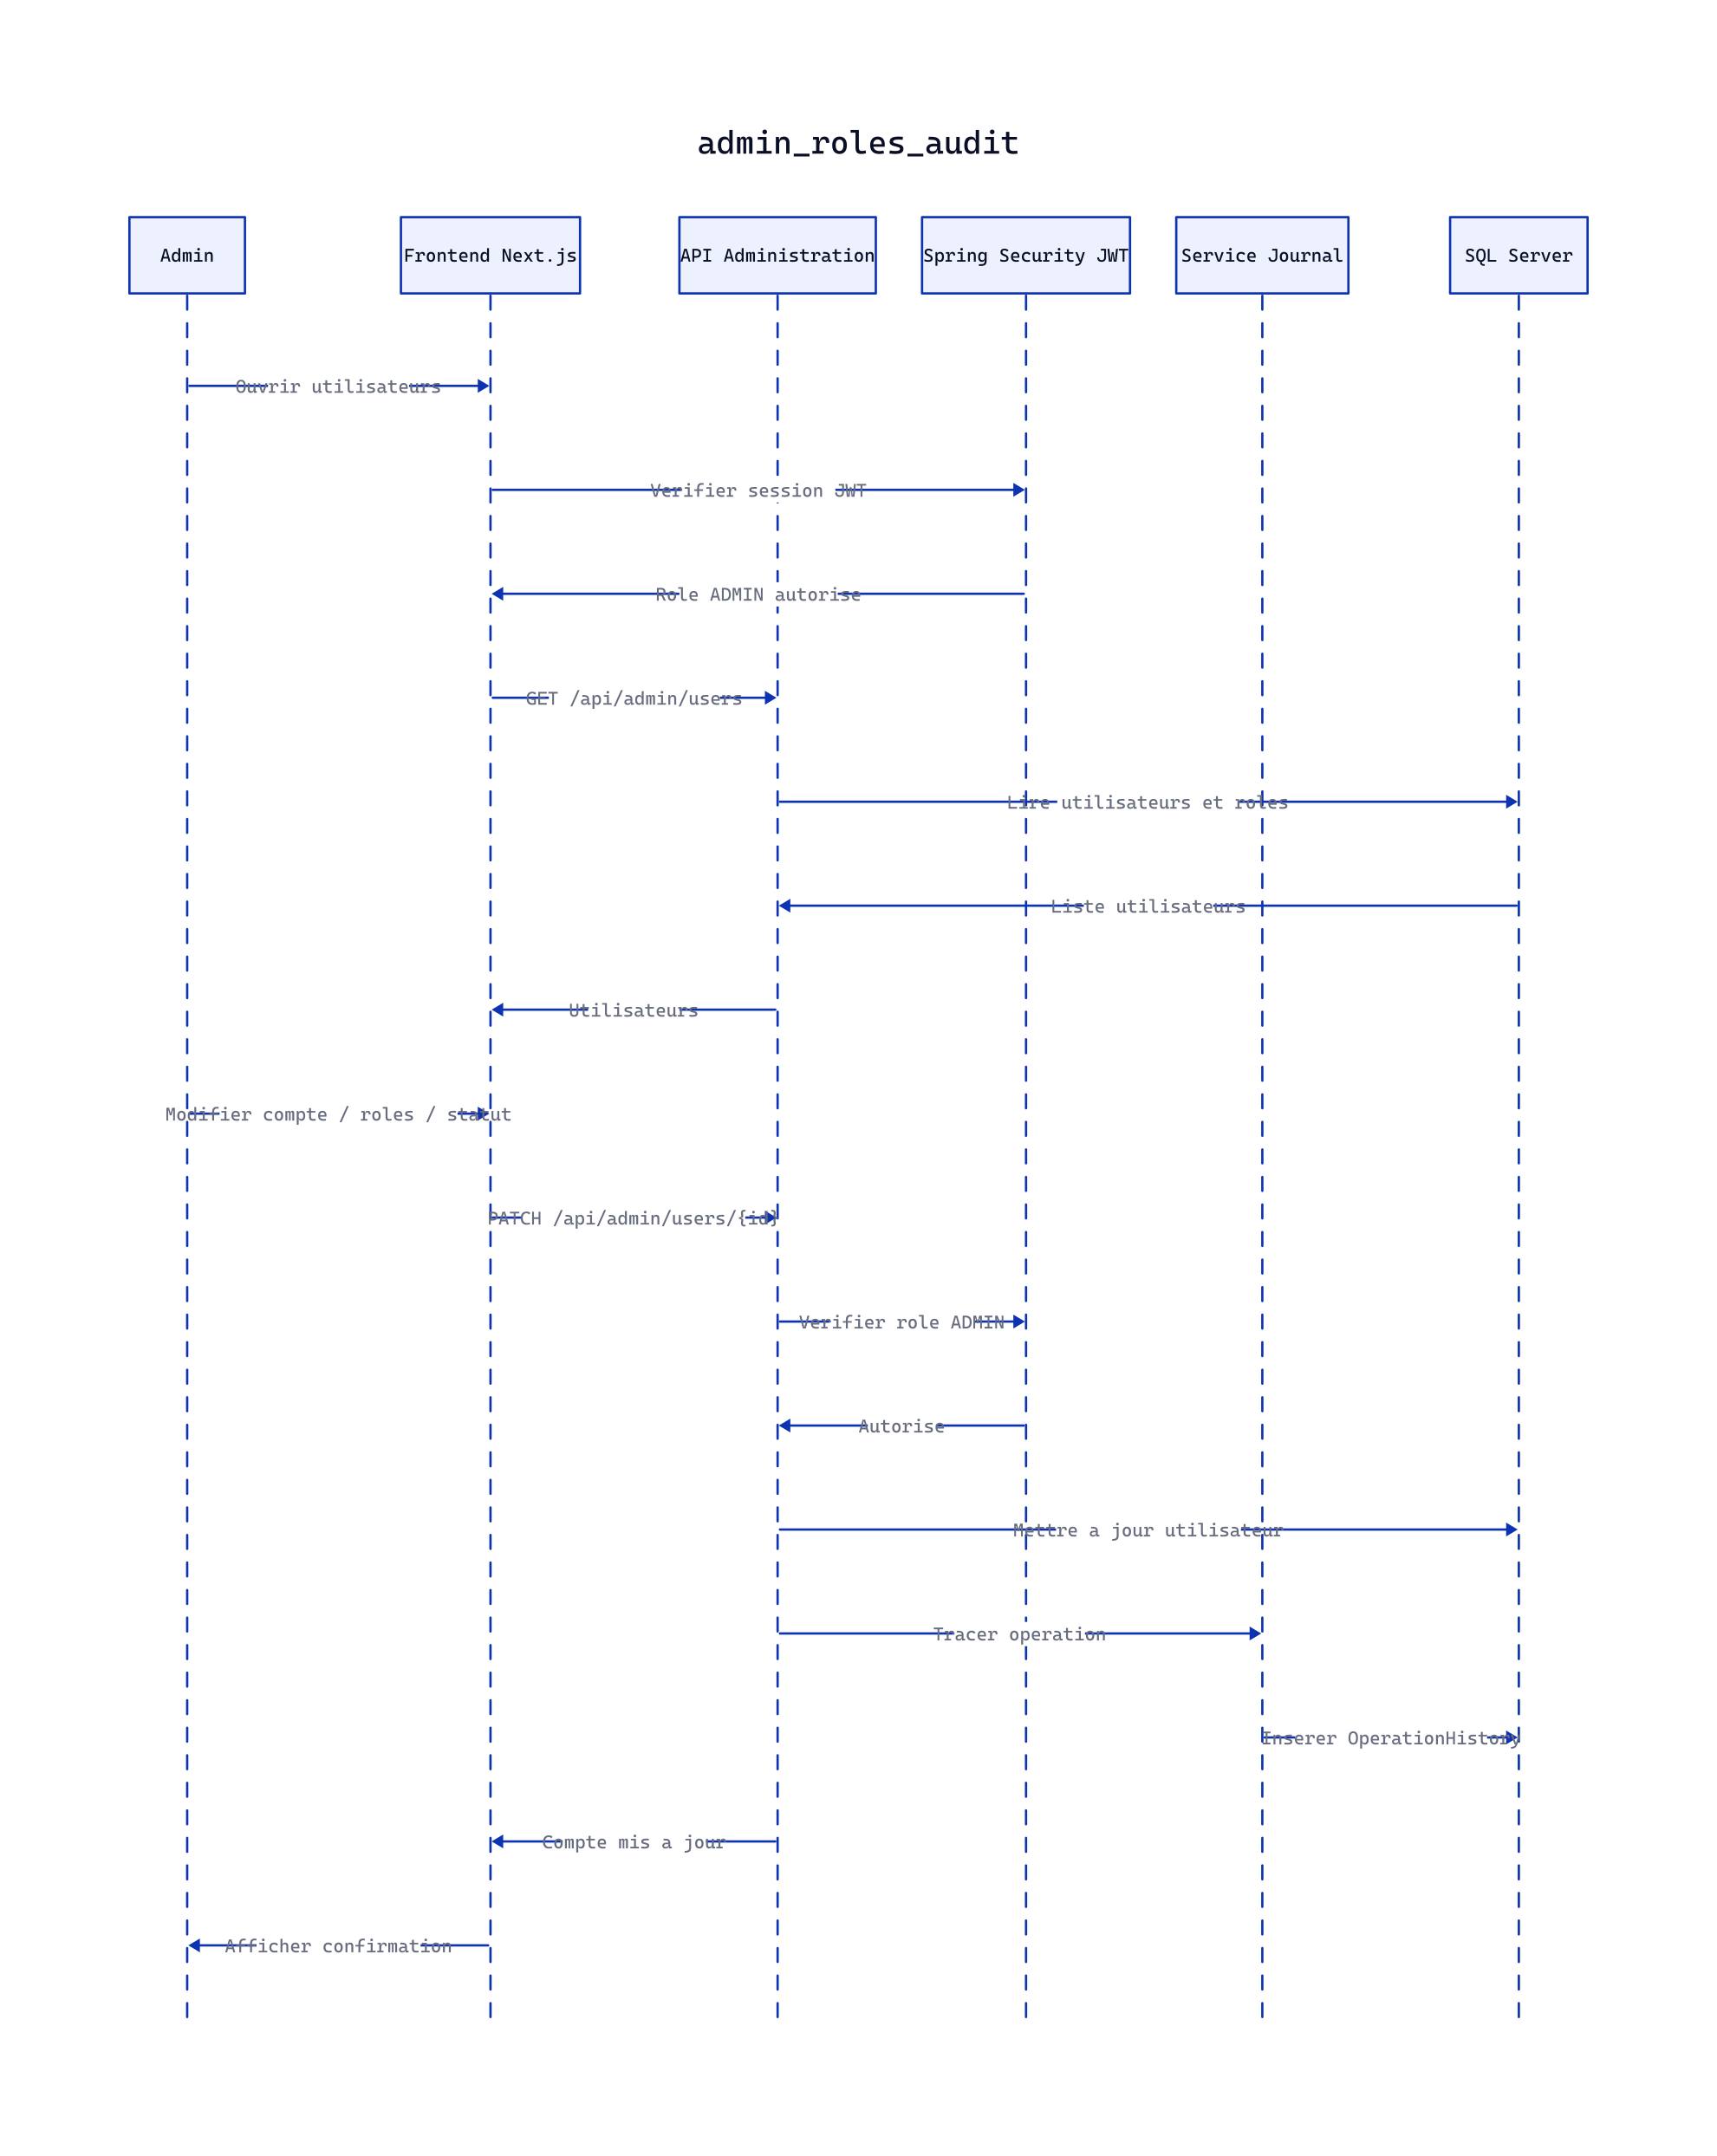 admin_roles_audit
Admin
Frontend Next.js
API Administration
Spring Security JWT
Service Journal
SQL Server
Ouvrir utilisateurs
Verifier session JWT
Role ADMIN autorise
GET /api/admin/users
Lire utilisateurs et roles
Liste utilisateurs
Utilisateurs
Modifier compte / roles / statut
PATCH /api/admin/users/{id}
Verifier role ADMIN
Autorise
Mettre a jour utilisateur
Tracer operation
Inserer OperationHistory
Compte mis a jour
Afficher confirmation